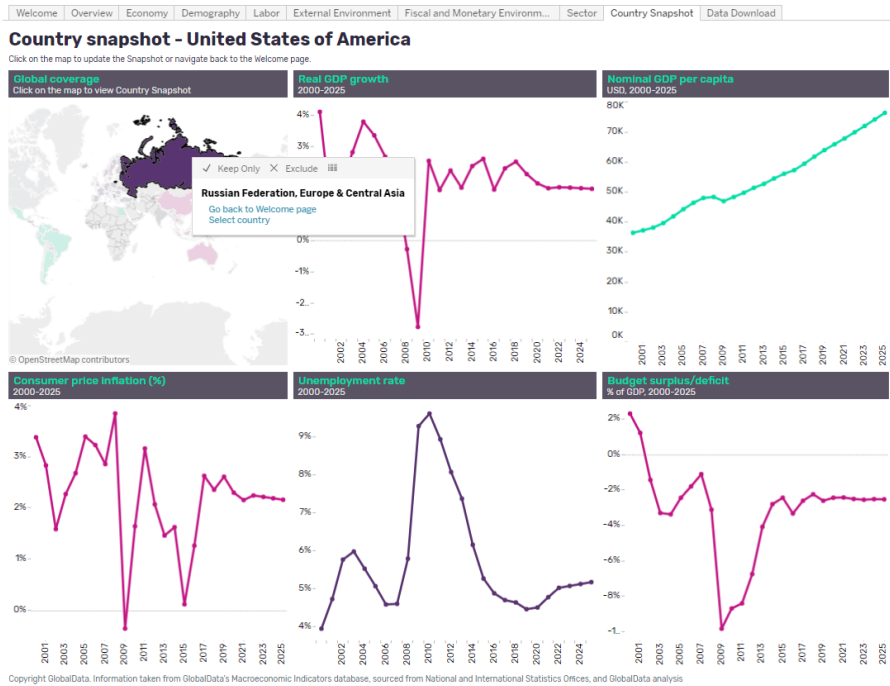 Welcome
Overview
Economy
Demography
Labor
External Environment
Fiscal and Monetary Environm...
Sector
Country Snapshot
Data Download
Country snapshot - United States of America
Click on the map to update the Snapshot or navigate back to the Welcome page.
Global coverage
Click on the map to view Country Snapshot
Keep Only
Exclude
Russian Federation, Europe & Central Asia
Go back to Welcome page
Select country
© OpenStreetMap contributors
Real GDP growth
2000-2025
4%
3%
0%
-1%
-2..
-3...
2002
2004
2006
2008
2010
2012
2014
2016
2018
2020
2022
2024
Nominal GDP per capita
USD, 2000-2025
80K
70K
60K
50K
40K
30K
20K
10K
0K
2001
2003
2005
2007
2009
2011
2013
2015
2017
2019
2021
2023
2025
Consumer price inflation (%)
2000-2025
4%
3%
2%
1%
0%
2001
2003
2005
2007
2009
2011
2013
2015
2017
2019
2021
2023
2025
Unemployment rate
2000-2025
9%
8%
7%
6%
5%
4%
2002
2004
2006
2008
2010
2012
2014
2016
2018
2020
2022
2024
Budget surplus/deficit
% of GDP, 2000-2025
2%
0%
-2%
-4%
-6%
-8%
-1...
2001
2003
2005
2007
2009
2011
2013
2015
2017
2019
2021
2023
2025
Copyright GlobalData. Information taken from GlobalData's Macroeconomic Indicators database, sourced from National and International Statistics Offices, and GlobalData analysis